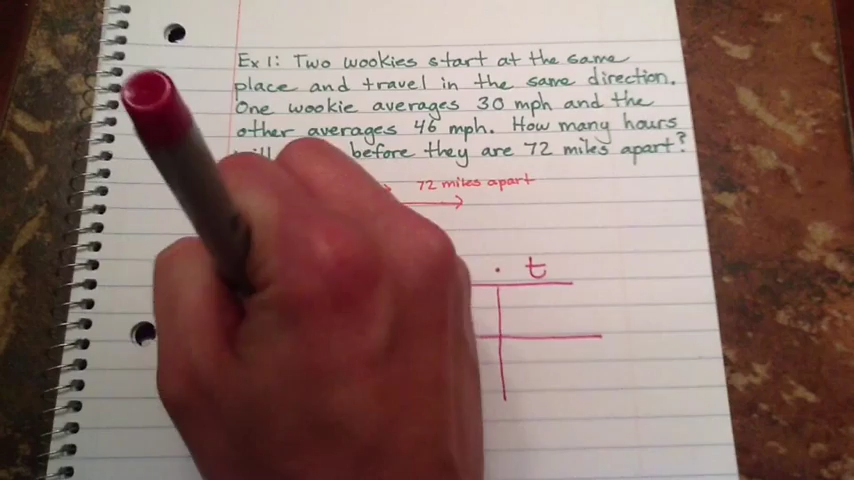 Ex 1: Two wookies start at the same
place and travel in the same direction.
One wookie averages 30 mph and the
other averages 46 mph. How many hours
before they are 72 miles apart?
72 miles apart
· t